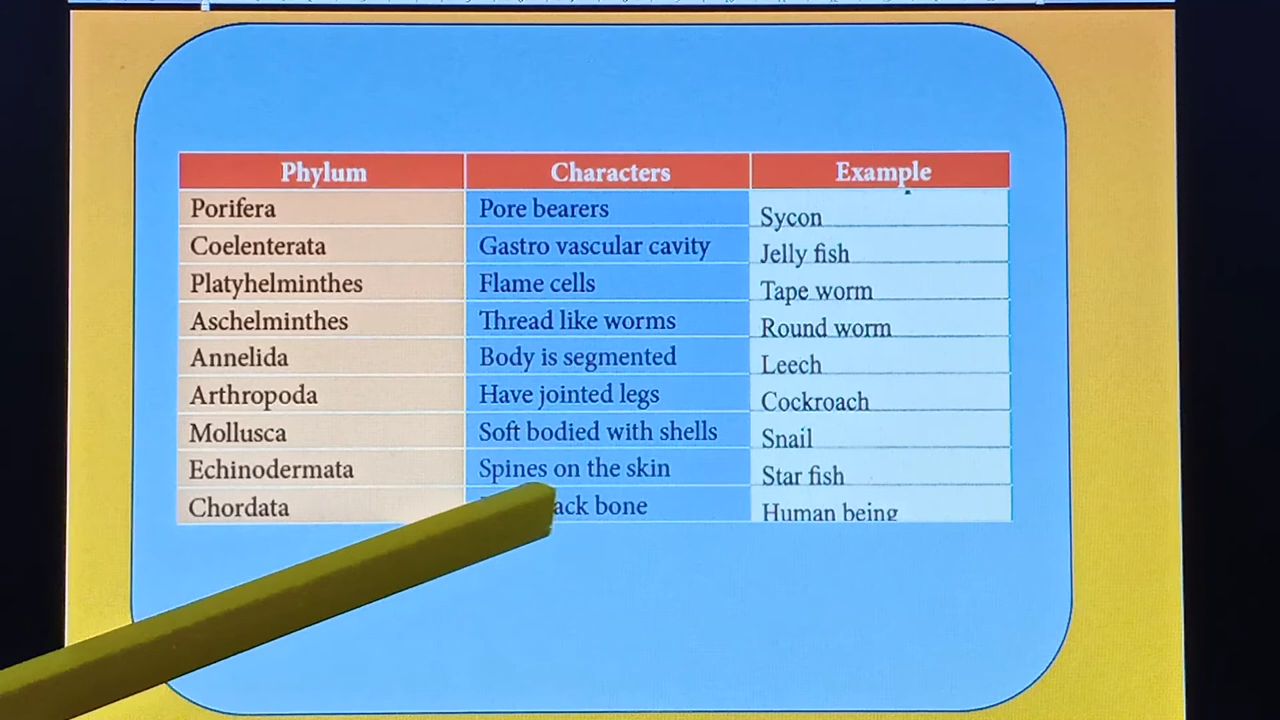 Phylum Characters Example
Porifera Pore bearers Sycon
Coelenterata Gastro vascular cavity Jelly fish
Platyhelminthes Flame cells Tape worm
Aschelminthes Thread like worms Round worm
Annelida Body is segmented Leech
Arthropoda Have jointed legs Cockroach
Mollusca Soft bodied with shells Snail
Echinodermata Spines on the skin Star fish
Chordata bone Human being